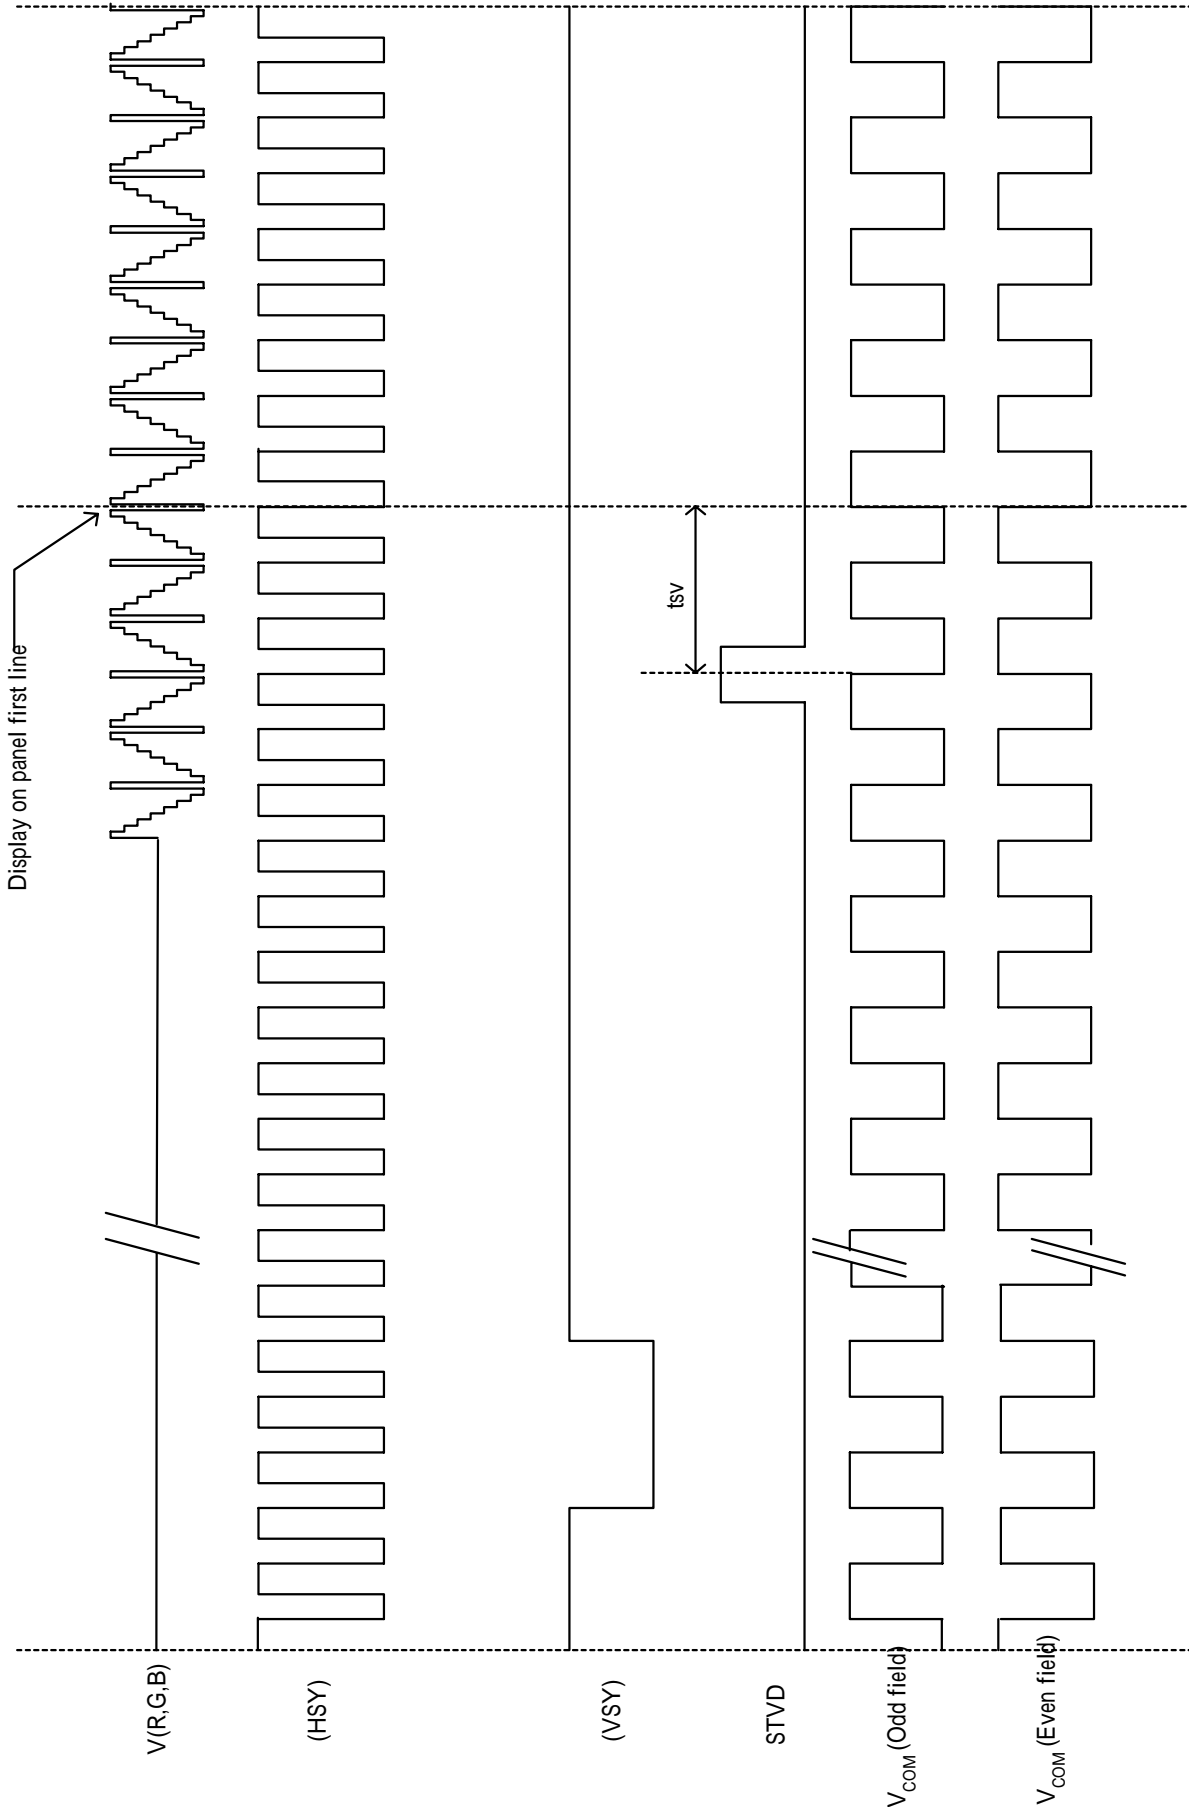 Display on panel first line
tsv
V(R,G,B)
(HSY)
(VSY)
STVD
VCOM (Odd field)
VCOM (Even field)